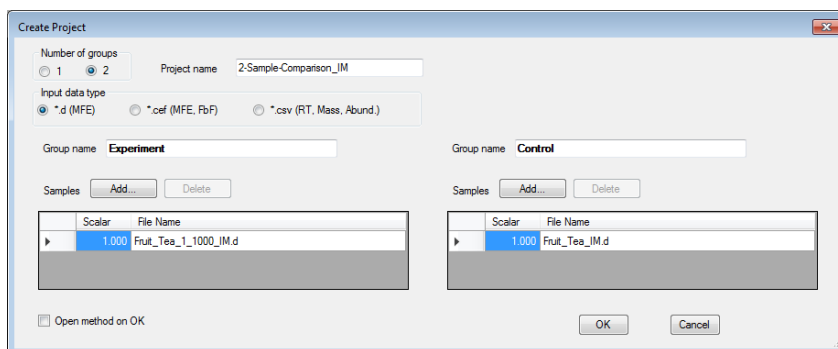 Create Project
Number of groups
1 2 Project name 2-Sample-Comparison_IM
Input data type
*.d (MFE) *.cef (MFE, FbF) *.csv (RT, Mass, Abund.)
Group name Experiment Group name Control
Samples Add... Delete Samples Add... Delete
Scalar File Name Scalar File Name
1.000 Fruit_Tea_1_1000_IM.d 1.000 Fruit_Tea_IM.d
Open method on OK OK Cancel